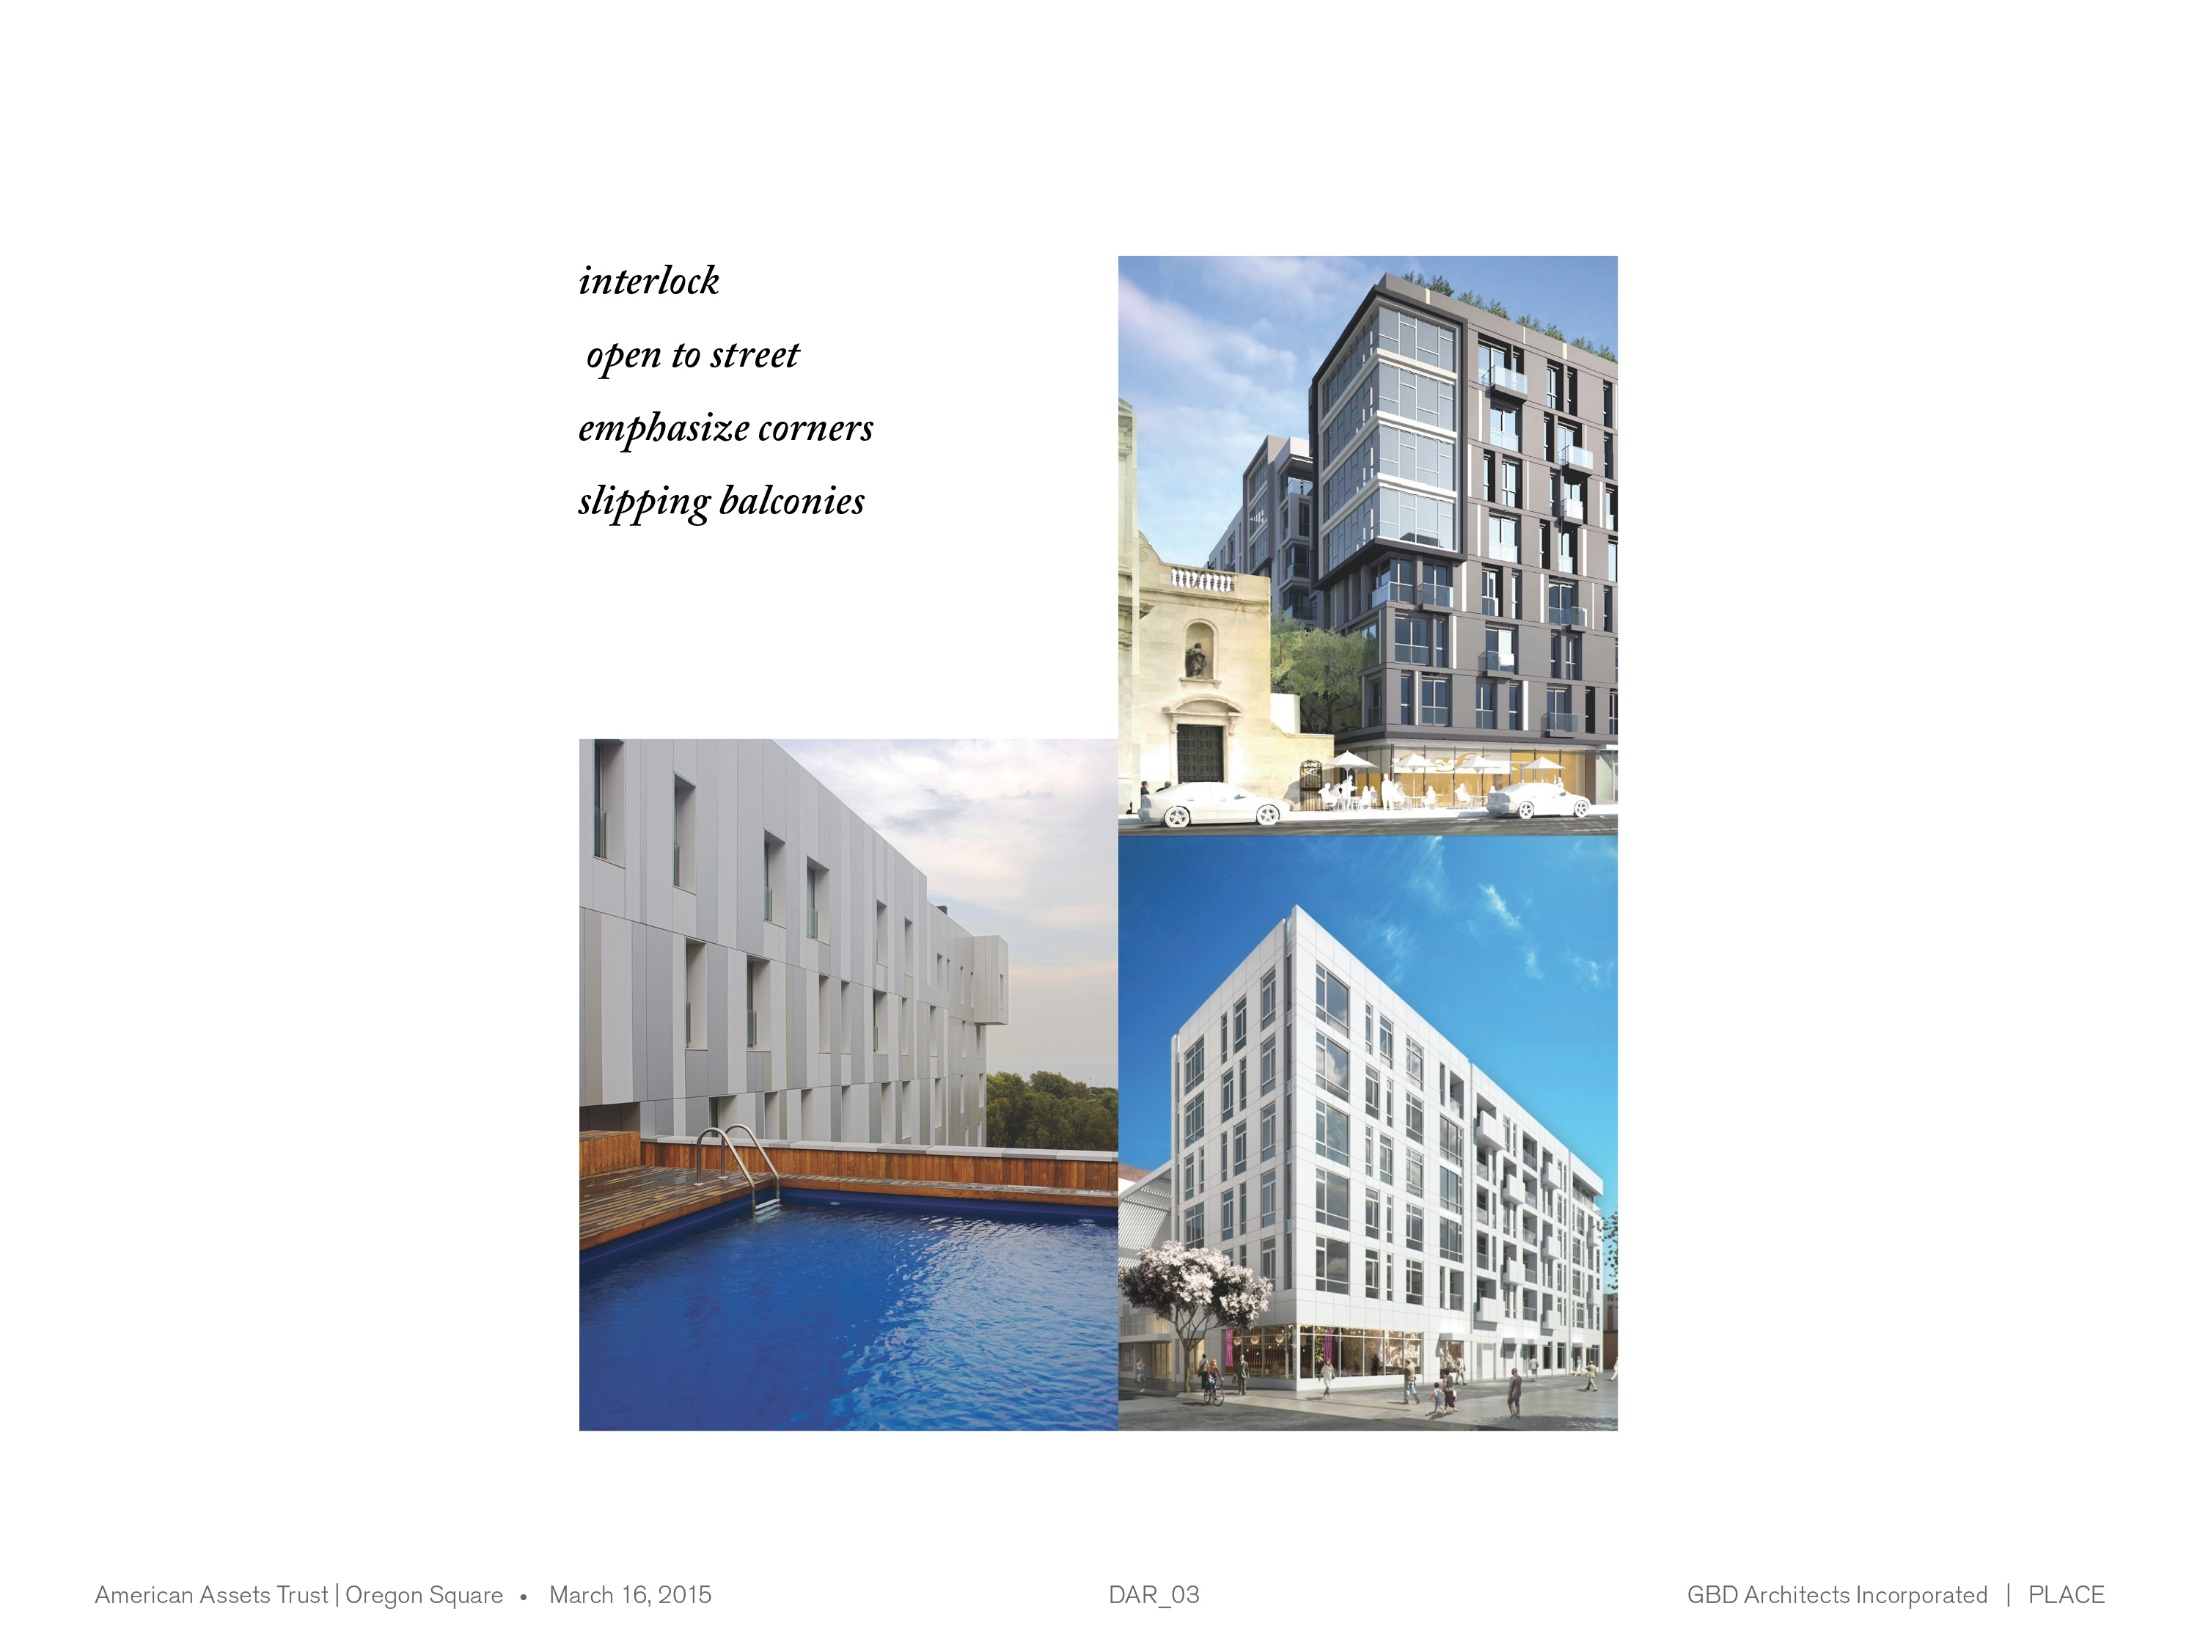 interlock
open to street
emphasize corners
slipping balconies
American Assets Trust | Oregon Square • March 16, 2015
DAR_03
GBD Architects Incorporated | PLACE